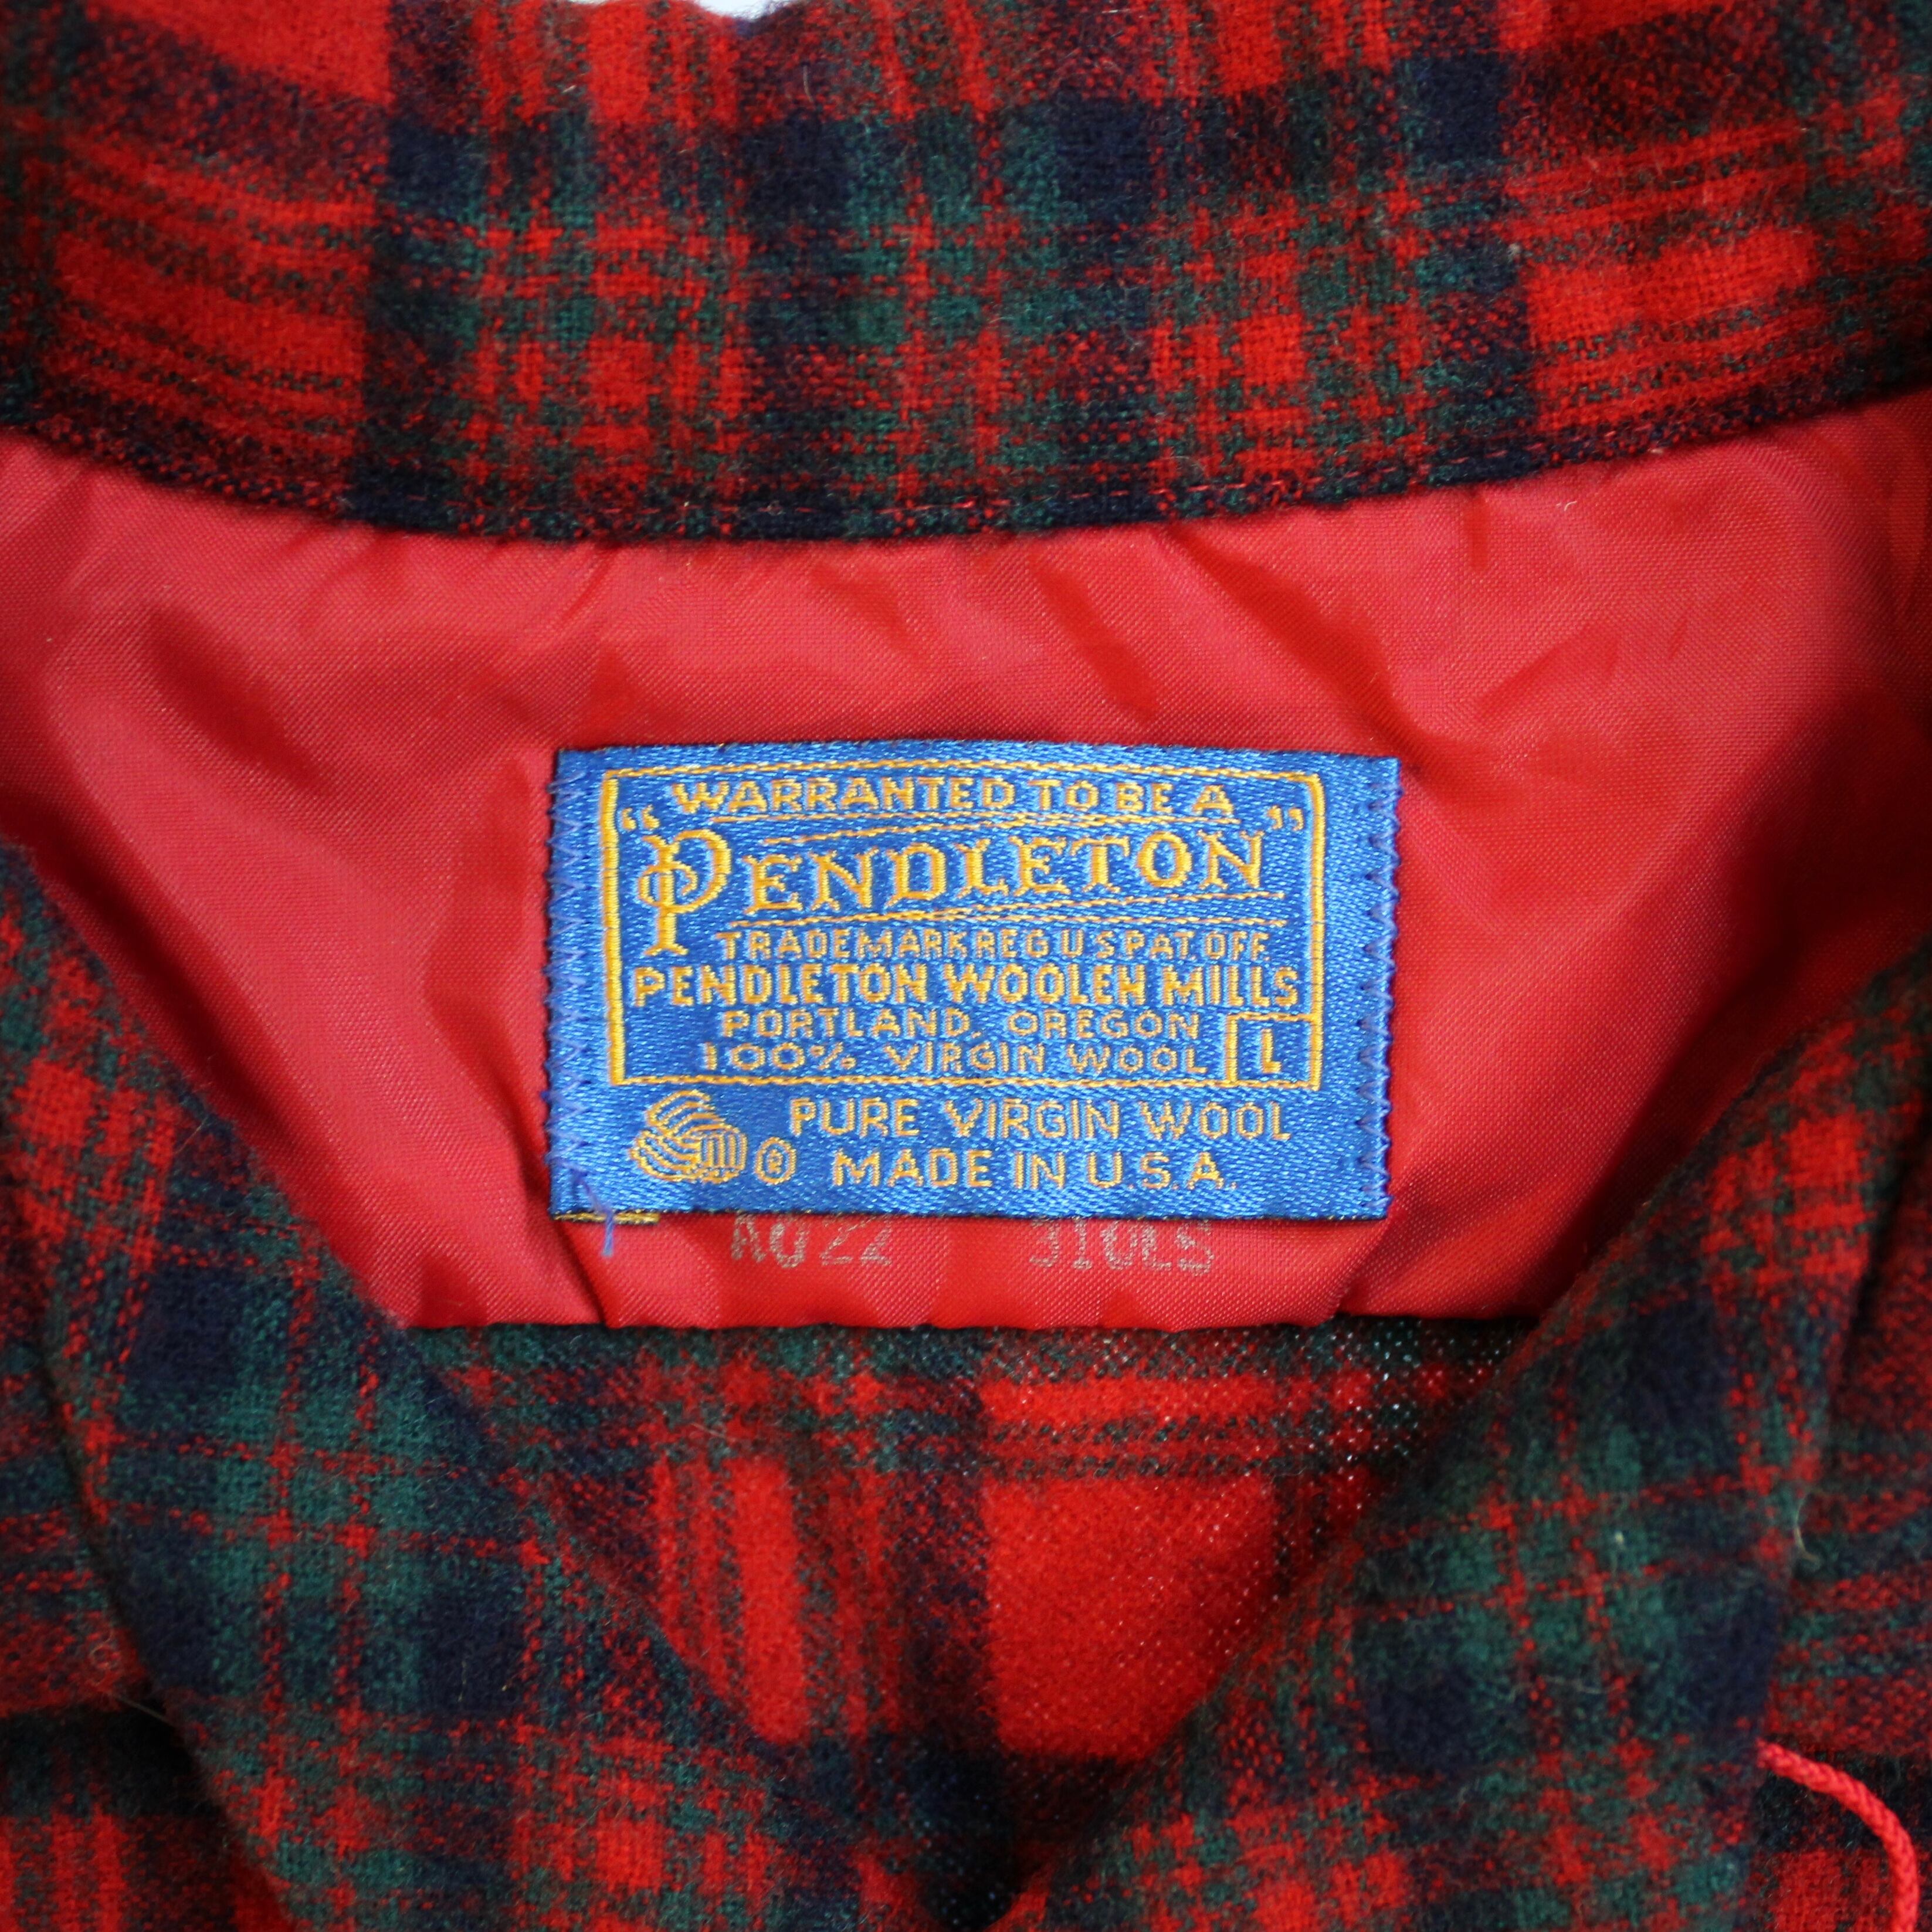 WARRANTED TO BE A
"PENDLETON"
TRADEMARK REG U S PAT. OFF.
PENDLETON WOOLEN MILLS
PORTLAND, OREGON
100% VIRGIN WOOL L
PURE VIRGIN WOOL
® MADE IN U.S.A.